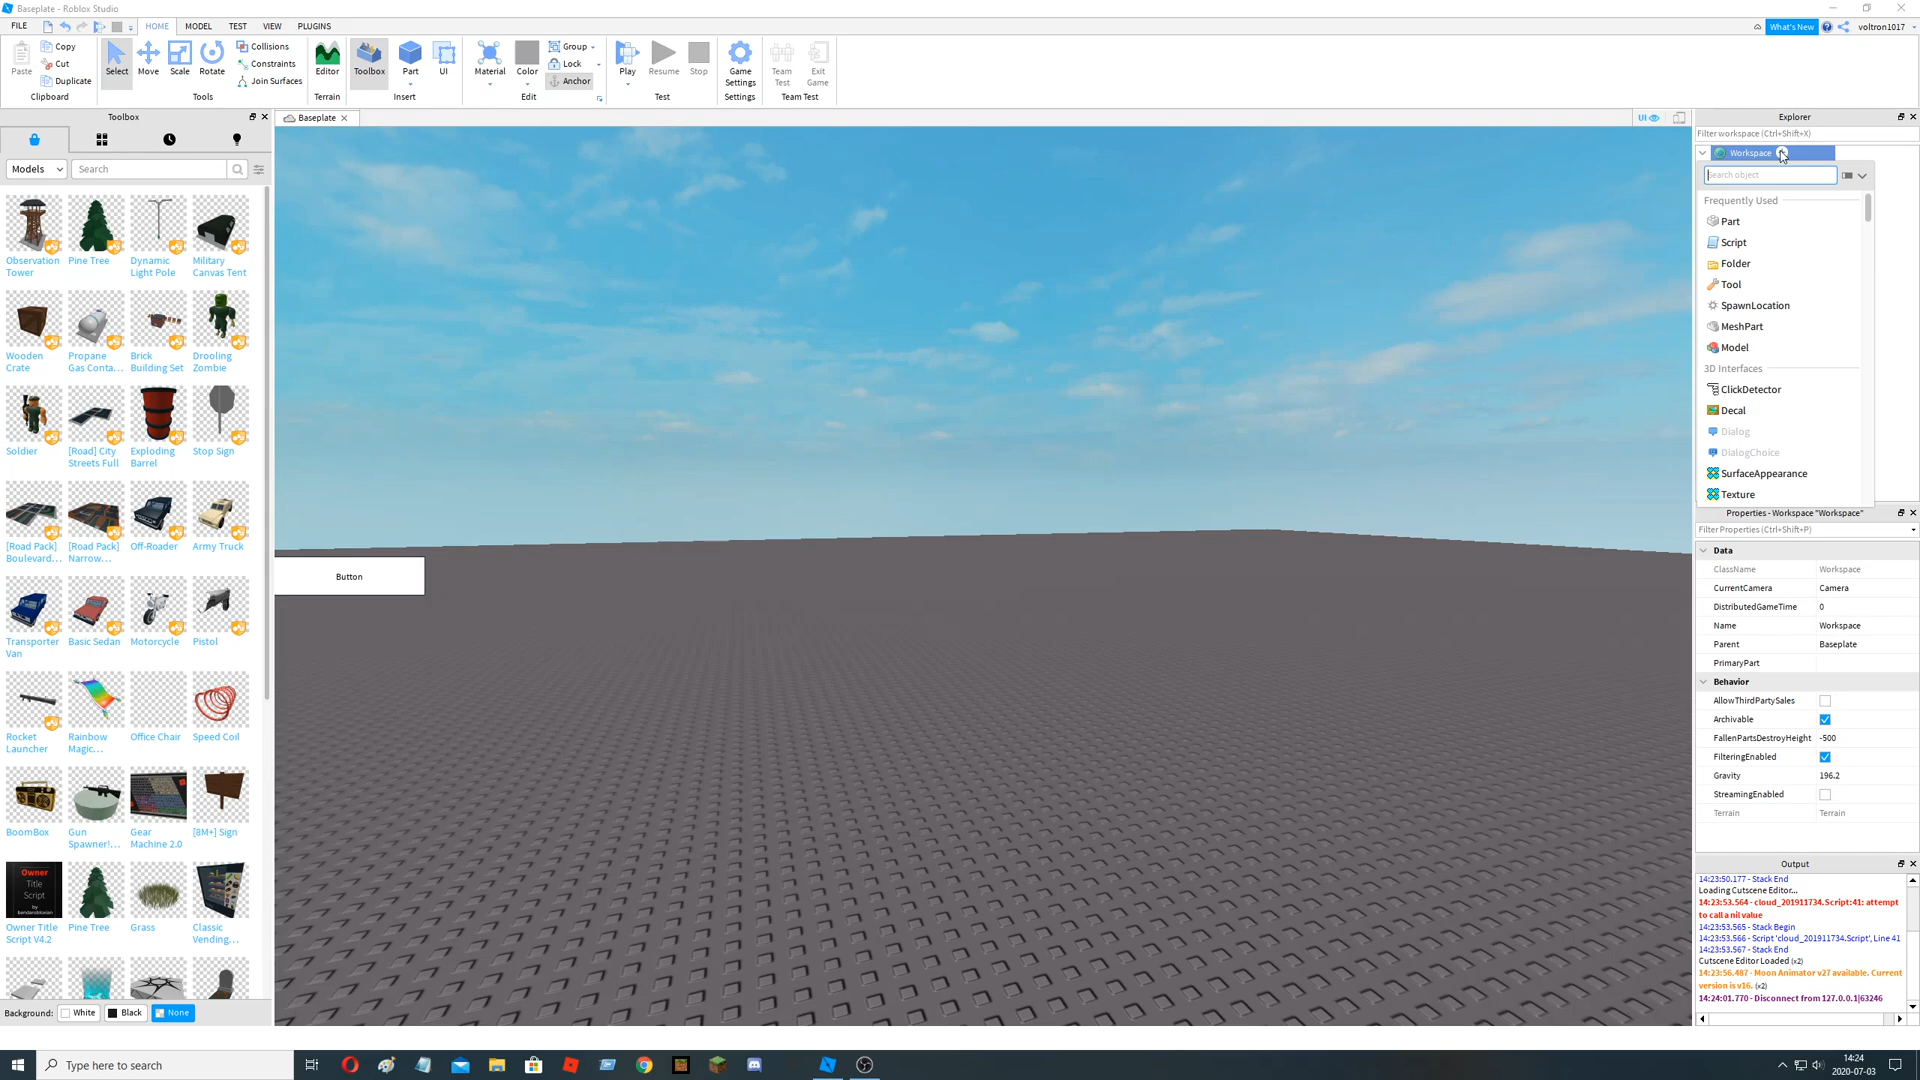 Baseplate - Roblox Studio
FILE HOME MODEL TEST VIEW PLUGINS What's New voltron1017
Paste Copy Cut Duplicate Clipboard
Select Move Scale Rotate Collisions Constraints Join Surfaces Tools
Editor Terrain
Toolbox Part UI Insert
Material Color Group Lock Anchor Edit
Play Resume Stop Test
Game Settings Settings
Team Test Exit Game Team Test
Toolbox
Models Search
Observation Tower
Pine Tree
Dynamic Light Pole
Military Canvas Tent
Wooden Crate
Propane Gas Conta...
Brick Building Set
Drooling Zombie
Soldier
[Road] City Streets Full
Exploding Barrel
Stop Sign
[Road Pack] Boulevard...
[Road Pack] Narrow...
Off-Roader
Army Truck
Transporter Van
Basic Sedan
Motorcycle
Pistol
Rocket Launcher
Rainbow Magic...
Office Chair
Speed Coil
BoomBox
Gun Spawner!...
Gear Machine 2.0
[8M+] Sign
Owner Title Script by
Owner Title Script V4.2
Pine Tree
Grass
Classic Vending...
Background: White Black None
Baseplate
UI
Button
Explorer
Filter workspace (Ctrl+Shift+X)
Workspace
Search object
Frequently Used
Part
Script
Folder
Tool
SpawnLocation
MeshPart
Model
3D Interfaces
ClickDetector
Decal
Dialog
DialogChoice
SurfaceAppearance
Texture
Properties - Workspace "Workspace"
Filter Properties (Ctrl+Shift+P)
Data
ClassName Workspace
CurrentCamera Camera
DistributedGameTime 0
Name Workspace
Parent Baseplate
PrimaryPart
Behavior
AllowThirdPartySales
Archivable
FallenPartsDestroyHeight -500
FilteringEnabled
Gravity 196.2
StreamingEnabled
Terrain Terrain
Output
14:23:50.177 - Stack End
Loading Cutscene Editor...
14:23:53.564 - cloud_201911734.Script:41: attempt
to call a nil value
14:23:53.565 - Stack Begin
14:23:53.566 - Script 'cloud_201911734.Script', Line 41
14:23:53.567 - Stack End
Cutscene Editor Loaded (x2)
14:23:56.487 - Moon Animator v27 available. Current
version is v16. (x2)
14:24:01.770 - Disconnect from 127.0.0.1|63246
Type here to search
14:24
2020-07-03